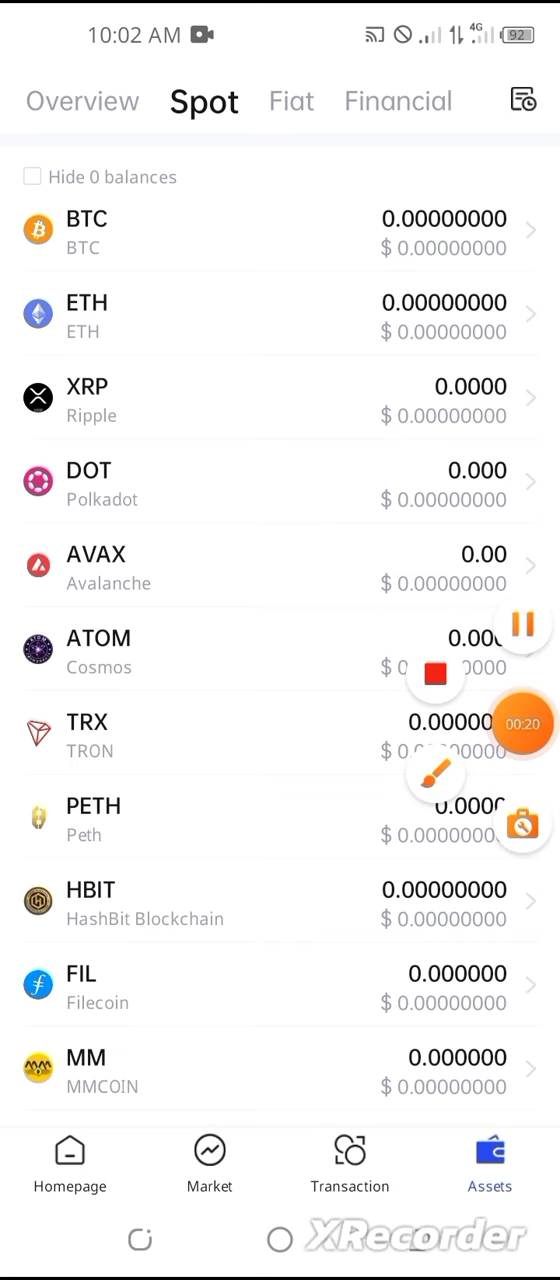 10:02 AM 4G 92
Overview Spot Fiat Financial
Hide 0 balances
BTC 0.00000000
BTC $ 0.00000000
ETH 0.00000000
ETH $ 0.00000000
XRP 0.0000
Ripple $ 0.00000000
DOT 0.000
Polkadot $ 0.00000000
AVAX 0.00
Avalanche $ 0.00000000
ATOM 0.000
Cosmos
TRX 0.00000
TRON
00:20
PETH
Peth $ 0.0000000
HBIT 0.00000000
HashBit Blockchain $ 0.00000000
FIL 0.000000
Filecoin $ 0.00000000
MM 0.000000
MMCOIN $ 0.00000000
Homepage Market Transaction Assets
XRecorder